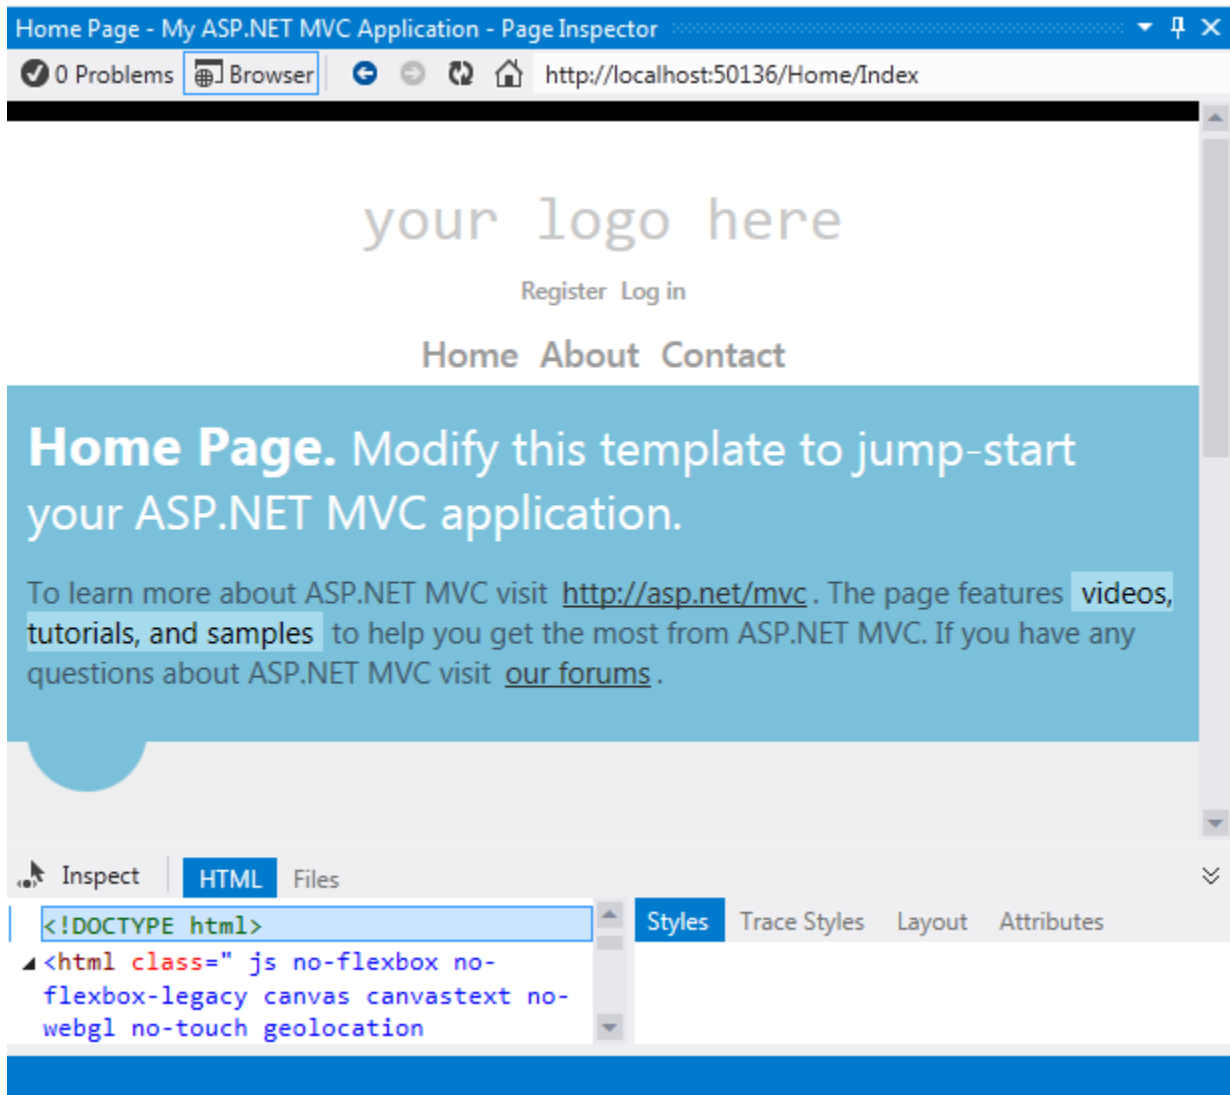 Home Page - My ASP.NET MVC Application - Page Inspector
0 Problems Browser http://localhost:50136/Home/Index
your logo here
Register Log in
Home About Contact
Home Page. Modify this template to jump-start
your ASP.NET MVC application.
To learn more about ASP.NET MVC visit http://asp.net/mvc . The page features videos,
tutorials, and samples to help you get the most from ASP.NET MVC. If you have any
questions about ASP.NET MVC visit our forums .
Inspect HTML Files
<!DOCTYPE html>
<html class=" js no-flexbox no-
flexbox-legacy canvas canvastext no-
webgl no-touch geolocation
Styles Trace Styles Layout Attributes